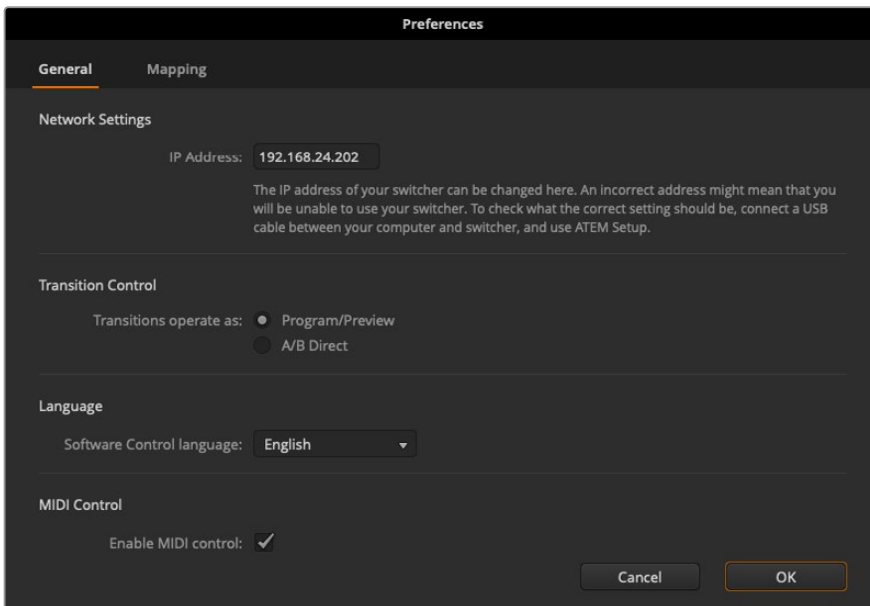 Preferences
General Mapping
Network Settings
IP Address: 192.168.24.202
The IP address of your switcher can be changed here. An incorrect address might mean that you
will be unable to use your switcher. To check what the correct setting should be, connect a USB
cable between your computer and switcher, and use ATEM Setup.
Transition Control
Transitions operate as: Program/Preview
A/B Direct
Language
Software Control language: English
MIDI Control
Enable MIDI control:
Cancel OK